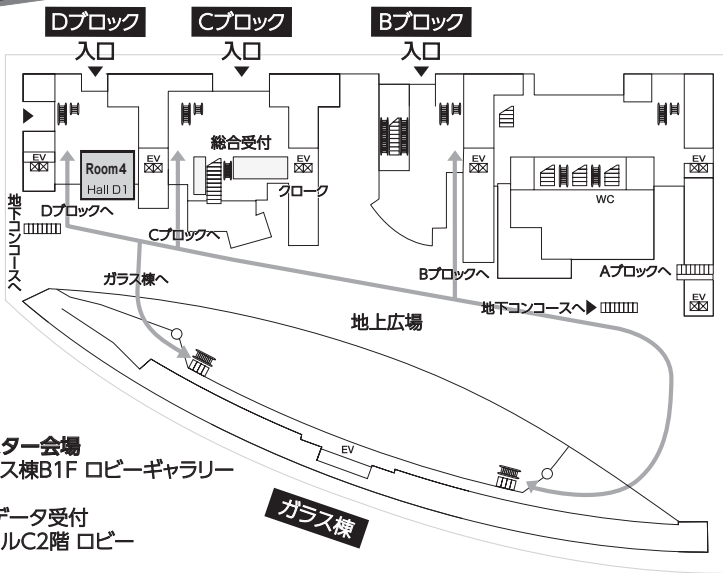 Dブロック
入口
Cブロック
入口
Bブロック
入口
総合受付
EV
Room4
Hall D1
EV
EV
クローク
EV
WC
EV
地下コンコースへ
Dブロックへ
Cブロックへ
Bブロックへ
Aブロックへ
ガラス棟へ
地下コンコースへ
EV
地上広場
EV
ガラス棟
スター会場
ス棟B1F ロビーギャラリー
データ受付
ルC2階 ロビー